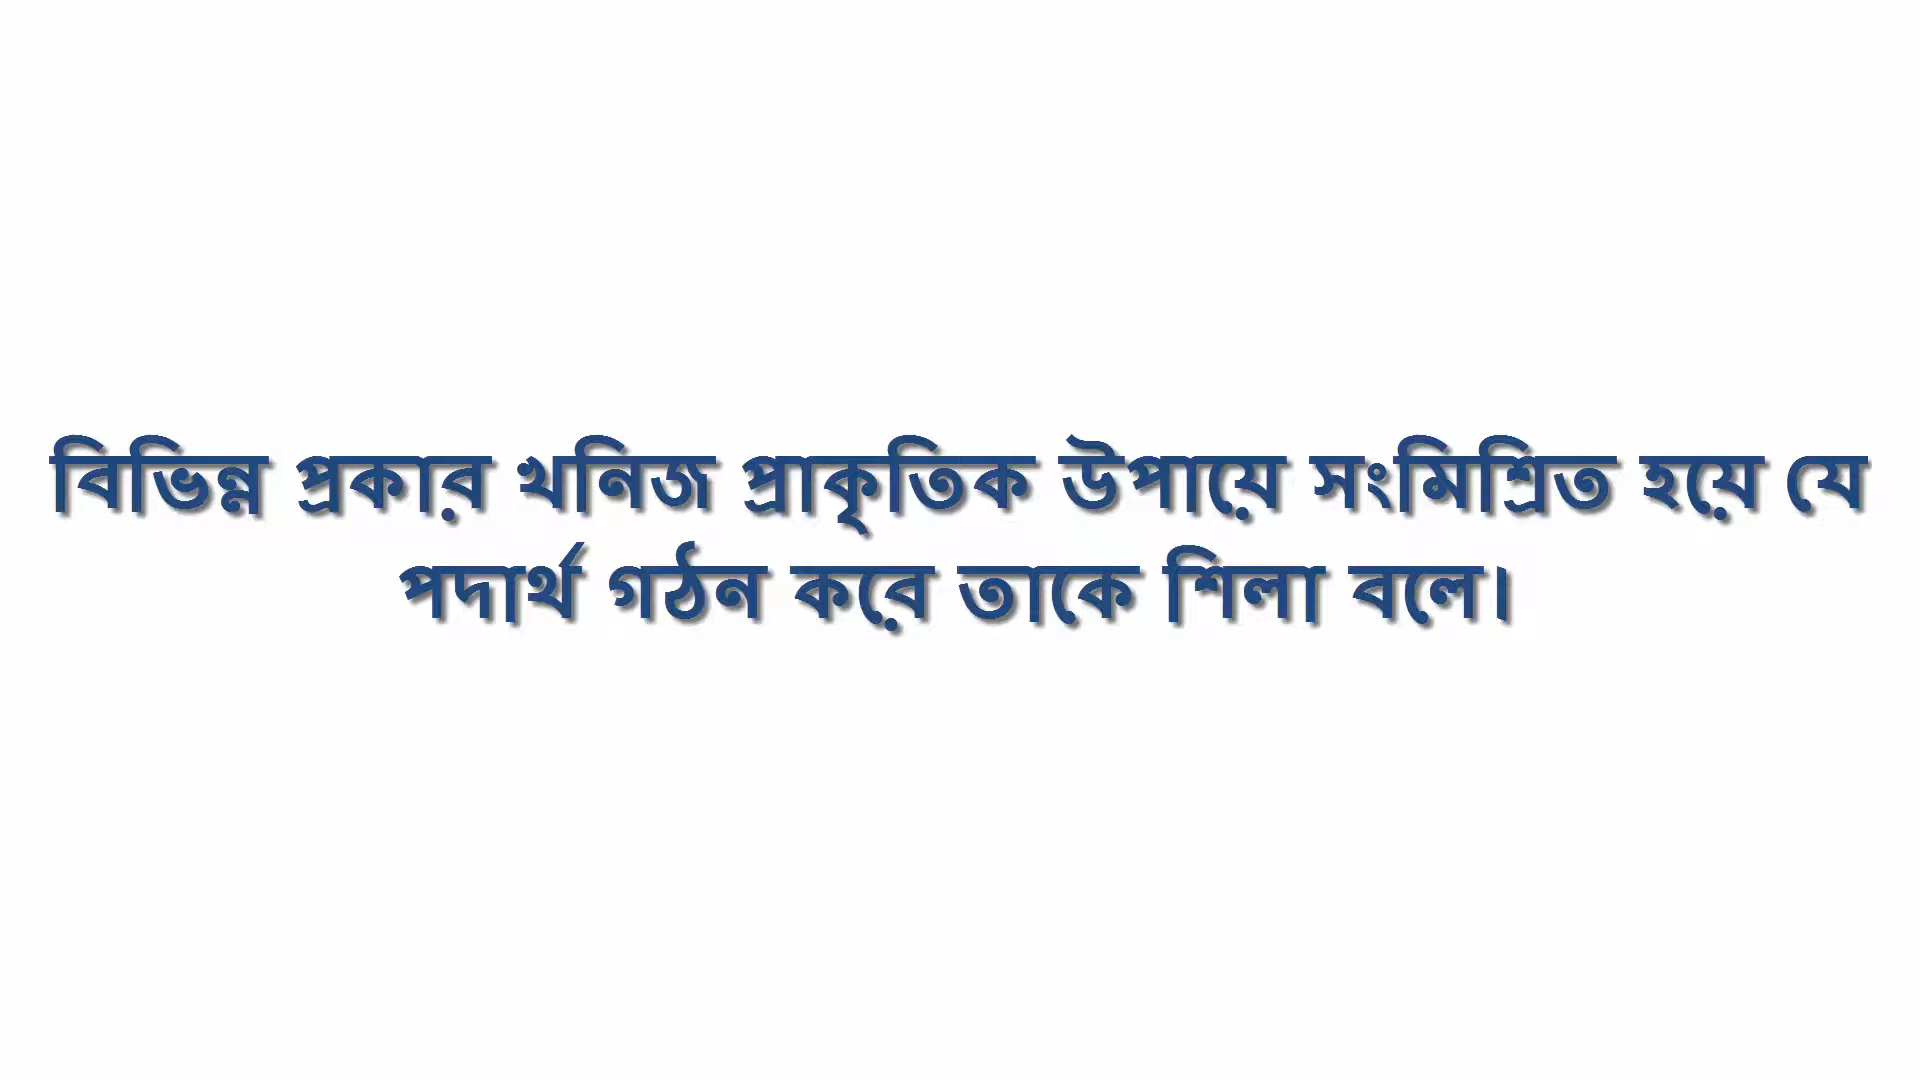 বিভিন্ন প্রকার খনিজ প্রাকৃতিক উপায়ে সংমিশ্রিত হয়ে যে
পদার্থ গঠন করে তাকে শিলা বলে।